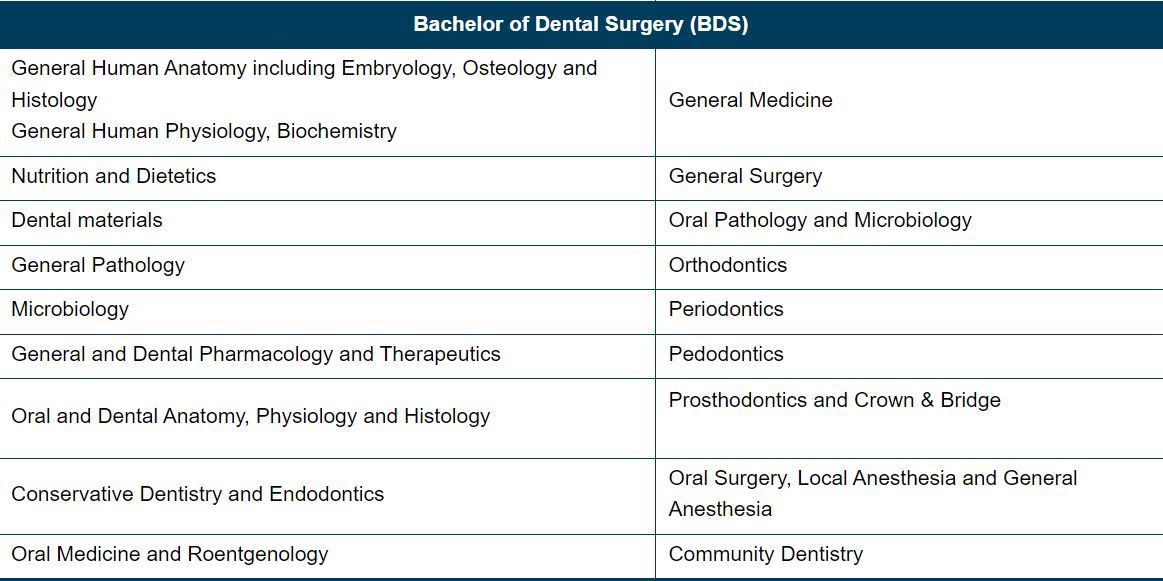 Bachelor of Dental Surgery (BDS)
General Human Anatomy including Embryology, Osteology and
Histology
General Human Physiology, Biochemistry
General Medicine
Nutrition and Dietetics
General Surgery
Dental materials
Oral Pathology and Microbiology
General Pathology
Orthodontics
Microbiology
Periodontics
General and Dental Pharmacology and Therapeutics
Pedodontics
Oral and Dental Anatomy, Physiology and Histology
Prosthodontics and Crown & Bridge
Conservative Dentistry and Endodontics
Oral Surgery, Local Anesthesia and General
Anesthesia
Oral Medicine and Roentgenology
Community Dentistry